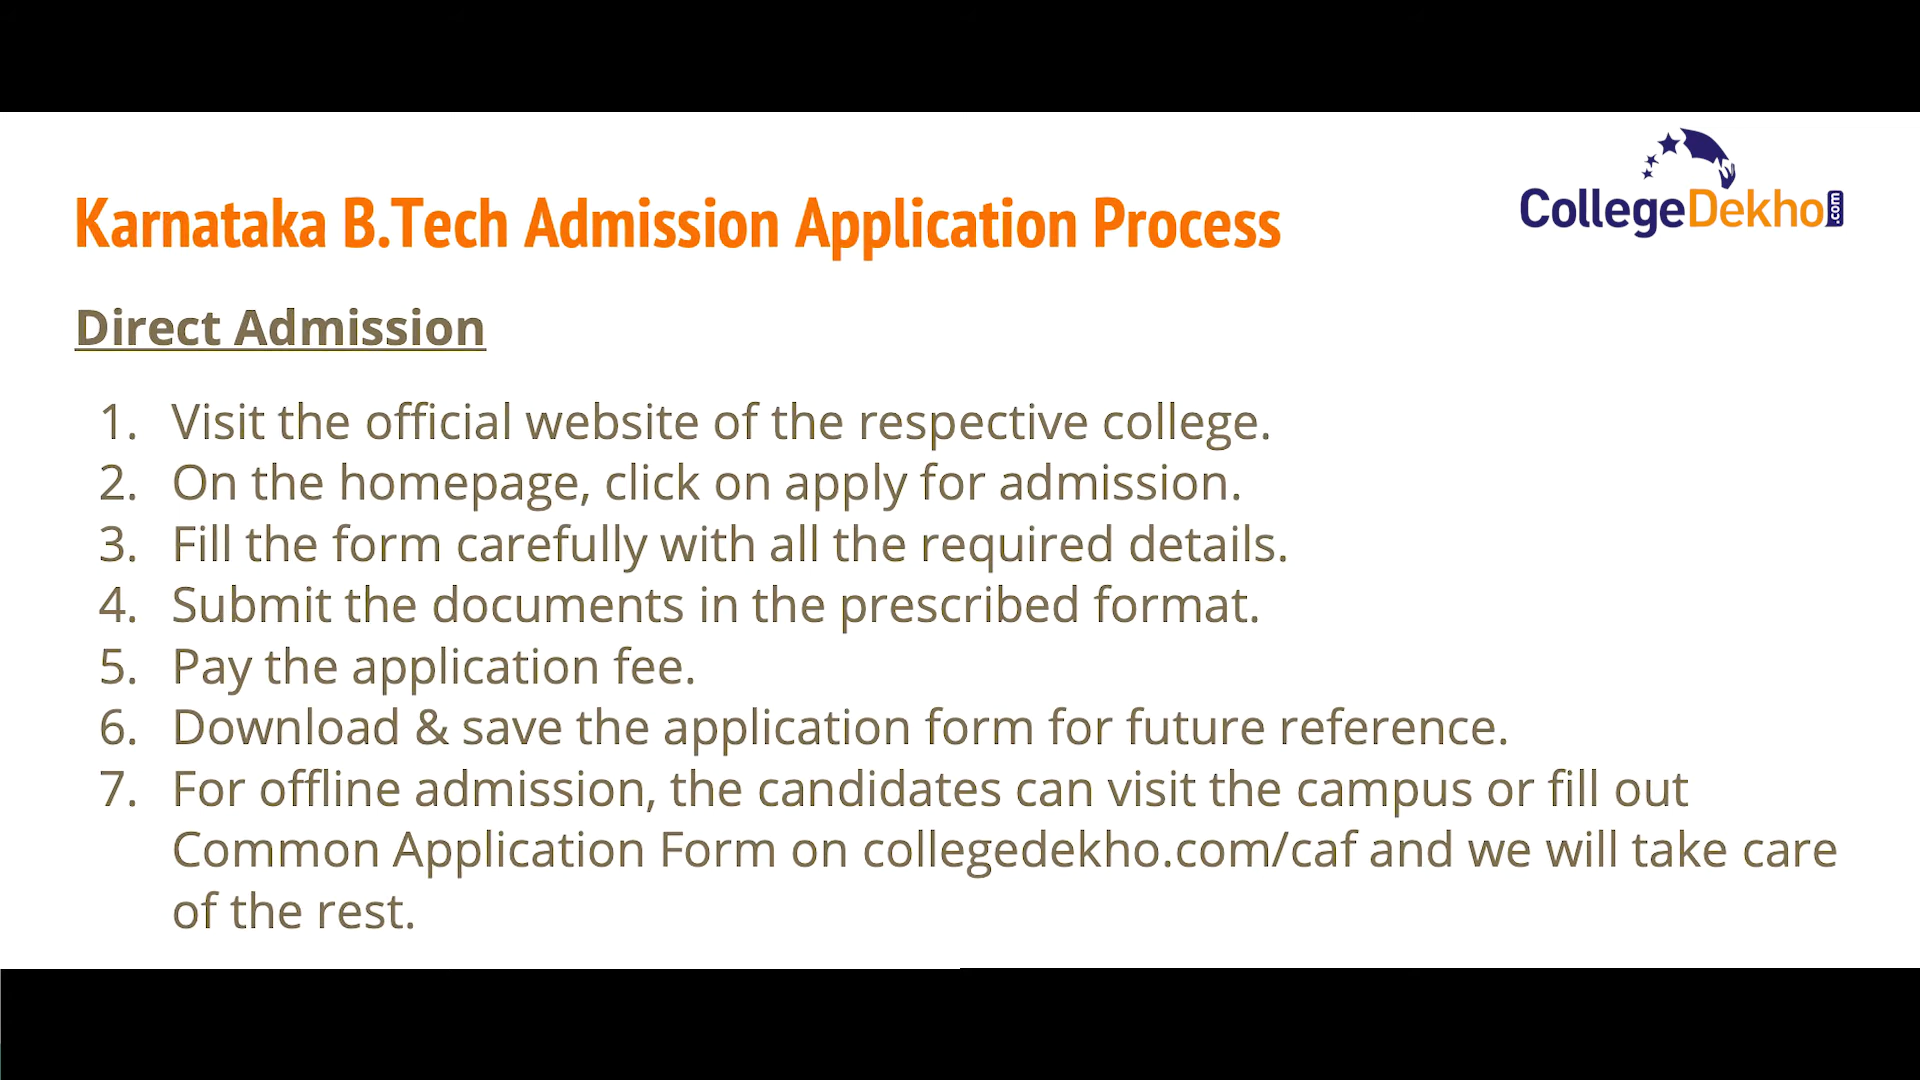 CollegeDekho.com
Karnataka B.Tech Admission Application Process
Direct Admission
1. Visit the official website of the respective college.
2. On the homepage, click on apply for admission.
3. Fill the form carefully with all the required details.
4. Submit the documents in the prescribed format.
5. Pay the application fee.
6. Download & save the application form for future reference.
7. For offline admission, the candidates can visit the campus or fill out
Common Application Form on collegedekho.com/caf and we will take care
of the rest.